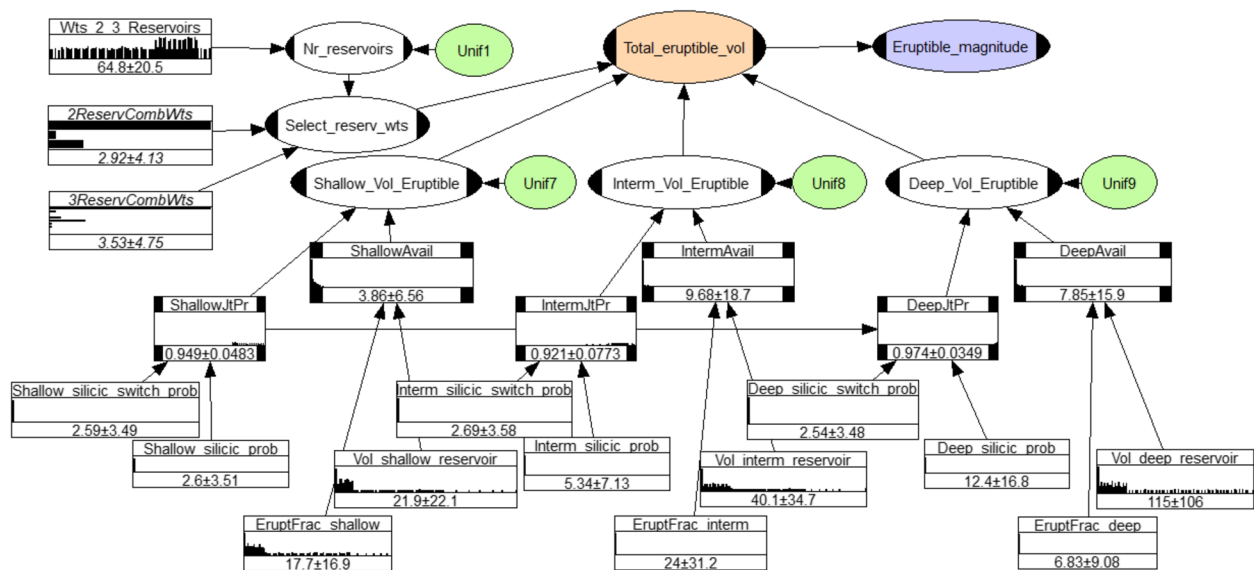 Wts_2_3_Reservoirs
64.8±20.5
Nr_reservoirs
Unif1
Total_eruptible_vol
Eruptible_magnitude
2ReservCombWts
2.92±4.13
Select_reserv_wts
3ReservCombWts
3.53±4.75
Shallow_Vol_Eruptible
Unif7
Interm_Vol_Eruptible
Unif8
Deep_Vol_Eruptible
Unif9
ShallowAvail
3.86±6.56
IntermAvail
9.68±18.7
DeepAvail
7.85±15.9
ShallowJtPr
0.949±0.0483
IntermJtPr
0.921±0.0773
DeepJtPr
0.974±0.0349
Shallow_silicic_switch_prob
2.59±3.49
Interm_silicic_switch_prob
2.69±3.58
Deep_silicic_switch_prob
2.54±3.48
Shallow_silicic_prob
2.6±3.51
Vol_shallow_reservoir
21.9±22.1
Interm_silicic_prob
5.34±7.13
Vol_interm_reservoir
40.1±34.7
Deep_silicic_prob
12.4±16.8
Vol_deep_reservoir
115±106
EruptFrac_shallow
17.7±16.9
EruptFrac_interm
24±31.2
EruptFrac_deep
6.83±9.08